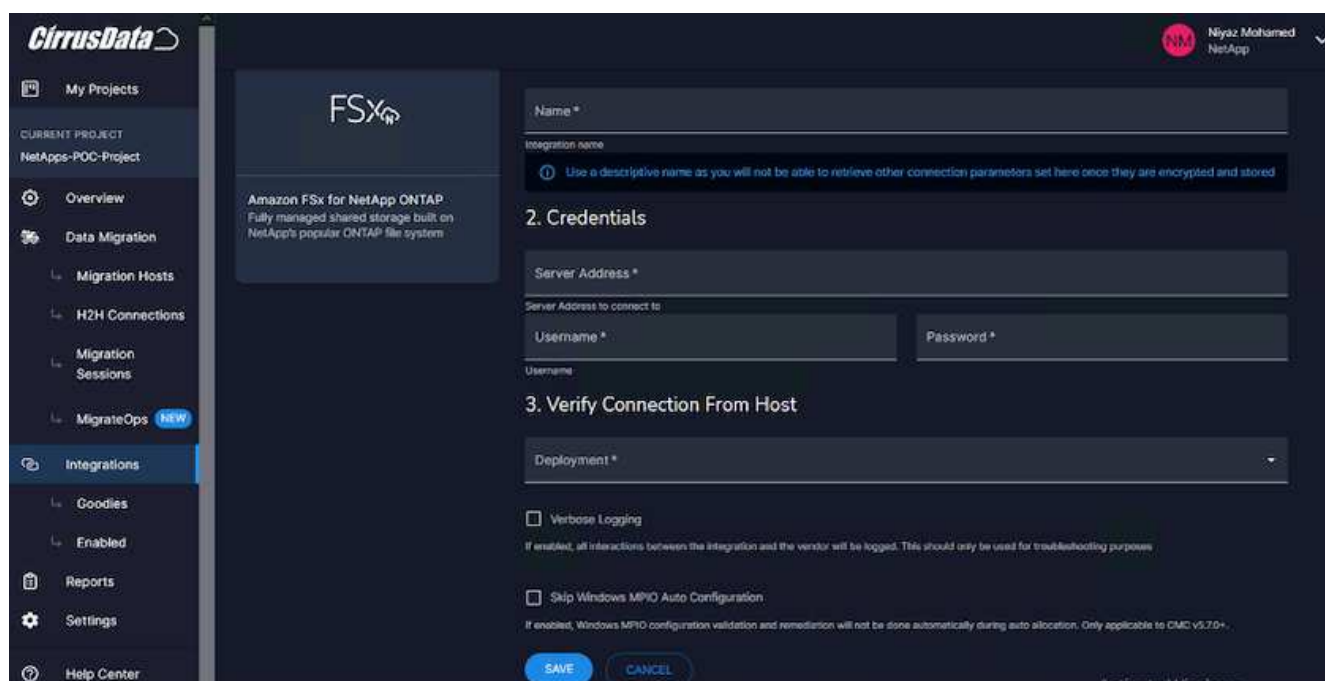 CirrusData
NM
Niyaz Mohamed
NetApp
My Projects
CURRENT PROJECT
NetApps-POC-Project
Overview
Data Migration
Migration Hosts
H2H Connections
Migration
Sessions
MigrateOps NEW
Integrations
Goodies
Enabled
Reports
Settings
Help Center
FSxN
Amazon FSx for NetApp ONTAP
Fully managed shared storage built on
NetApp's popular ONTAP file system
Name *
Integration name
Use a descriptive name as you will not be able to retrieve other connection parameters set here once they are encrypted and stored
2. Credentials
Server Address *
Server Address to connect to
Username *
Password *
Username
3. Verify Connection From Host
Deployment *
Verbose Logging
If enabled, all interactions between the integration and the vendor will be logged. This should only be used for troubleshooting purposes
Skip Windows MPIO Auto Configuration
If enabled, Windows MPIO configuration validation and remediation will not be done automatically during auto allocation. Only applicable to CMC v5.7.0+.
SAVE
CANCEL